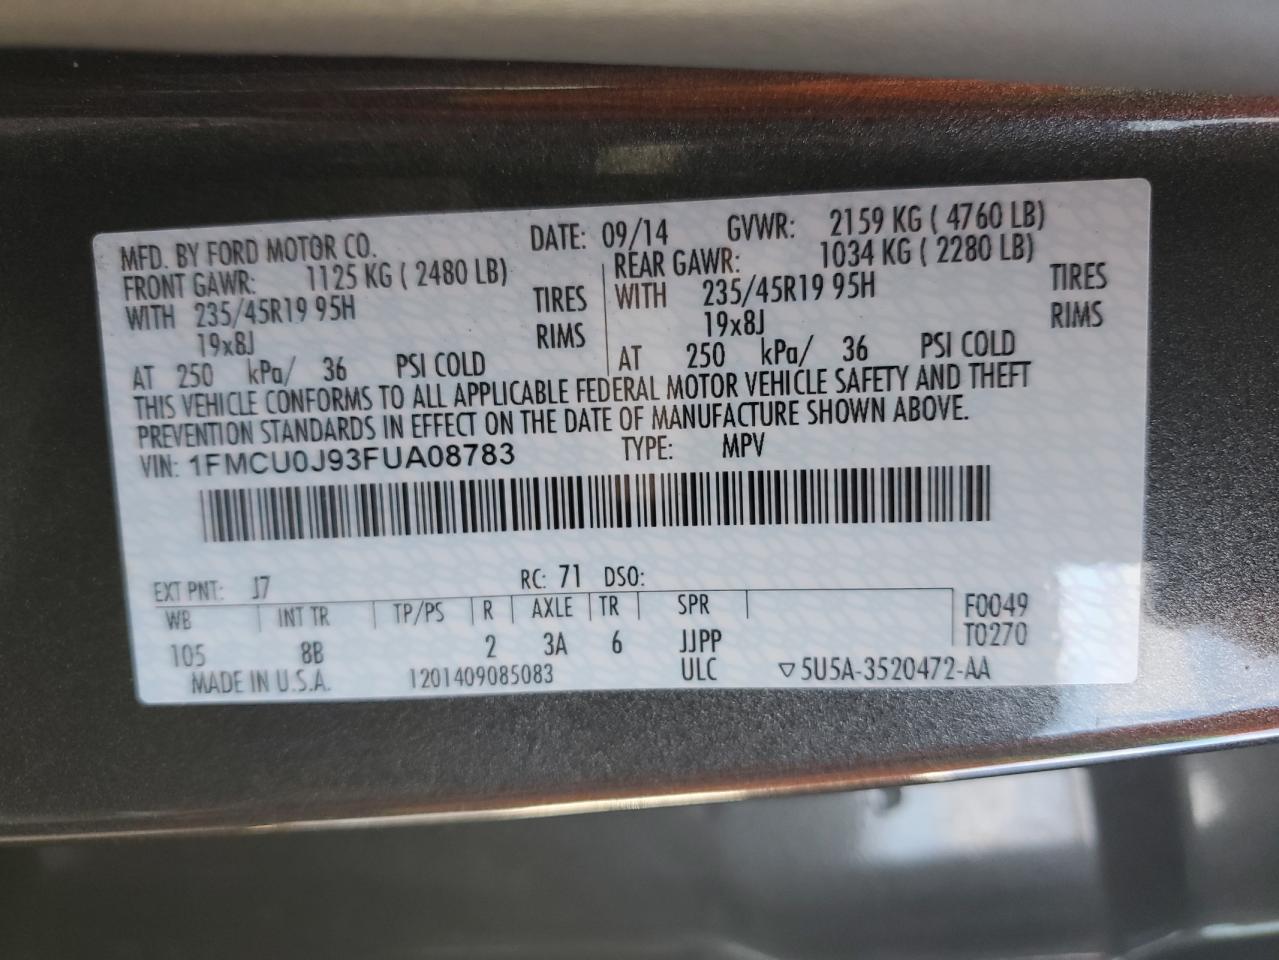 MFD. BY FORD MOTOR CO. DATE: 09/14 GVWR: 2159 KG ( 4760 LB)
FRONT GAWR: 1125 KG ( 2480 LB) REAR GAWR: 1034 KG ( 2280 LB)
WITH 235/45R19 95H TIRES WITH 235/45R19 95H TIRES
19x8J RIMS 19x8J RIMS
AT 250 kPa/ 36 PSI COLD AT 250 kPa/ 36 PSI COLD
THIS VEHICLE CONFORMS TO ALL APPLICABLE FEDERAL MOTOR VEHICLE SAFETY AND THEFT
PREVENTION STANDARDS IN EFFECT ON THE DATE OF MANUFACTURE SHOWN ABOVE.
VIN: 1FMCU0J93FUA08783 TYPE: MPV
EXT PNT: J7 RC: 71 DSO:
WB INT TR TP/PS R AXLE TR SPR F0049
105 8B 2 3A 6 JJPP T0270
MADE IN U.S.A. 1201409085083 ULC ▽5U5A-3520472-AA